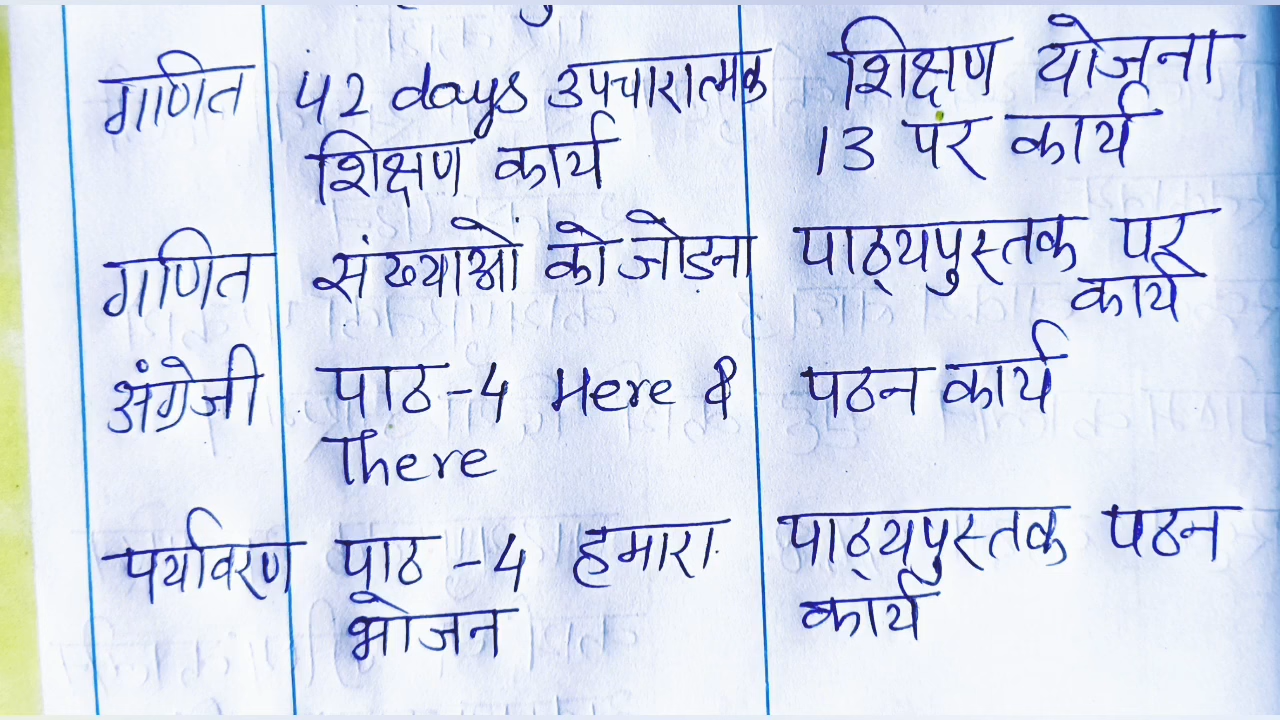 गणित 42 days उपचारात्मक शिक्षण योजना
शिक्षण कार्य 13 पर कार्य
गणित संख्याओं को जोड़ना पाठ्यपुस्तक पर
कार्य
अंग्रेजी पाठ-4 Here & पठन कार्य
There
पर्यावरण पाठ -4 हमारा पाठ्यपुस्तक पठन
भोजन कार्य